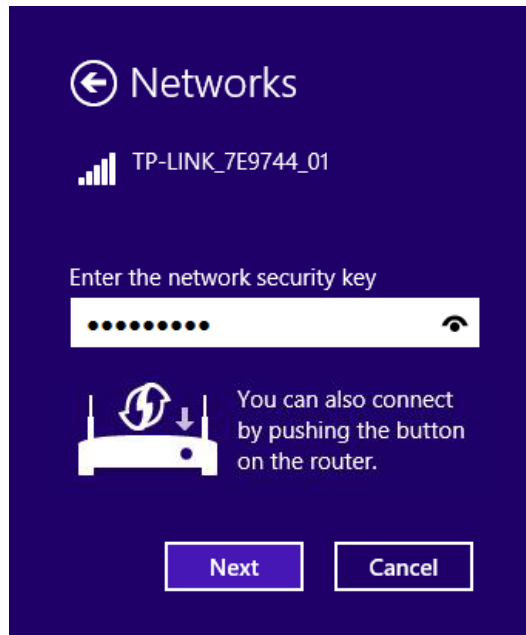 Networks
TP-LINK_7E9744_01
Enter the network security key
•••••••••
You can also connect
by pushing the button
on the router.
Next
Cancel